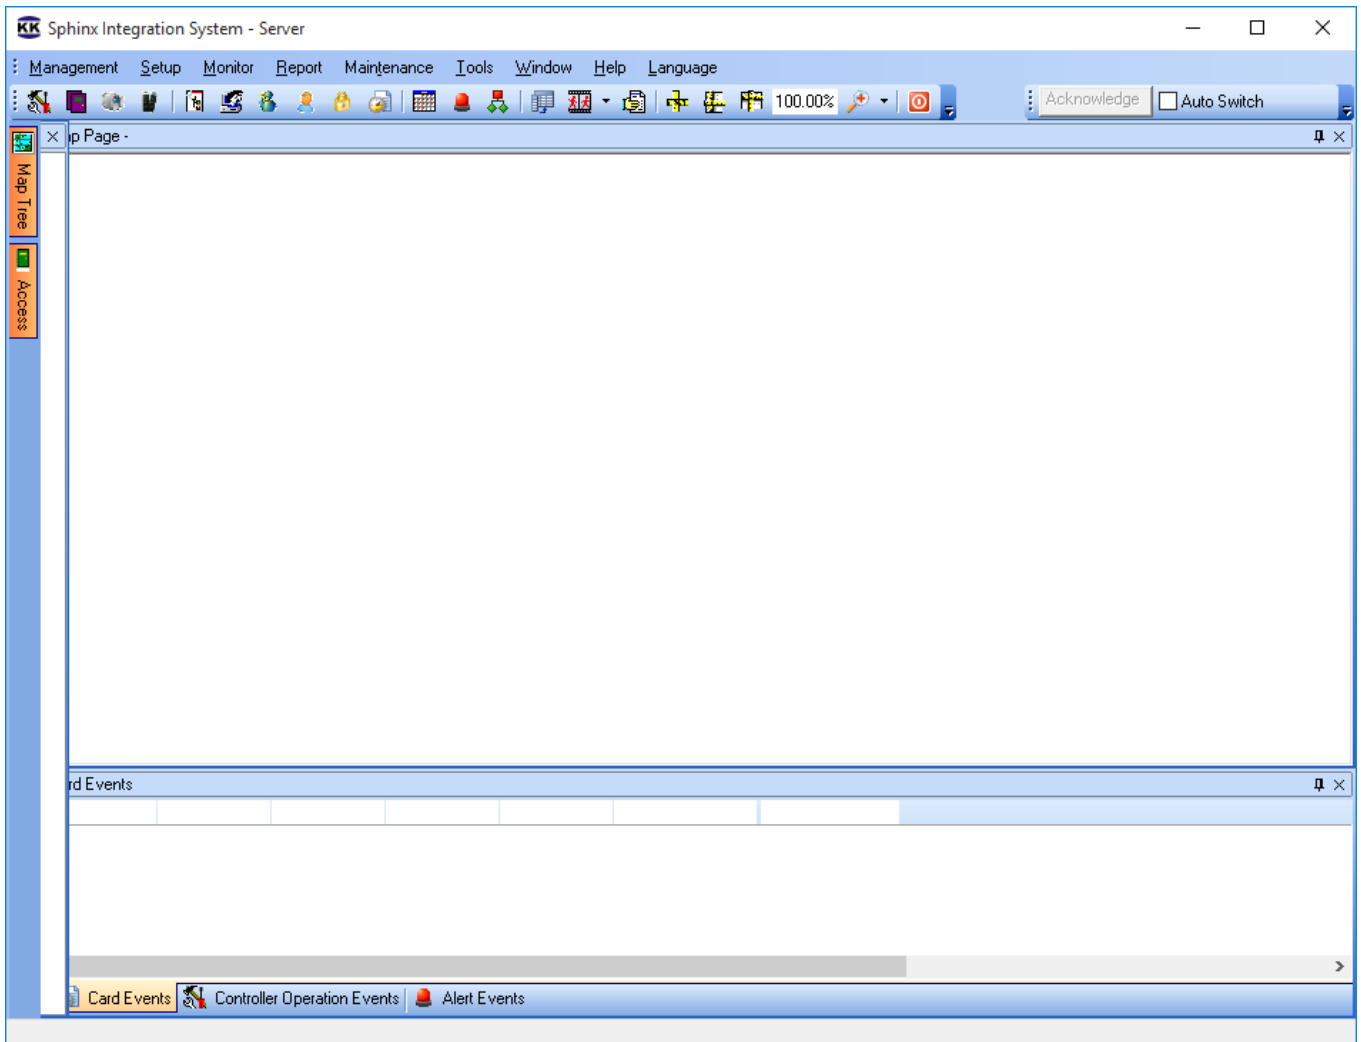 KK Sphinx Integration System - Server
Management Setup Monitor Report Maintenance Tools Window Help Language
100.00% Acknowledge Auto Switch
ap Page -
Map Tree
Access
rd Events
Card Events Controller Operation Events Alert Events